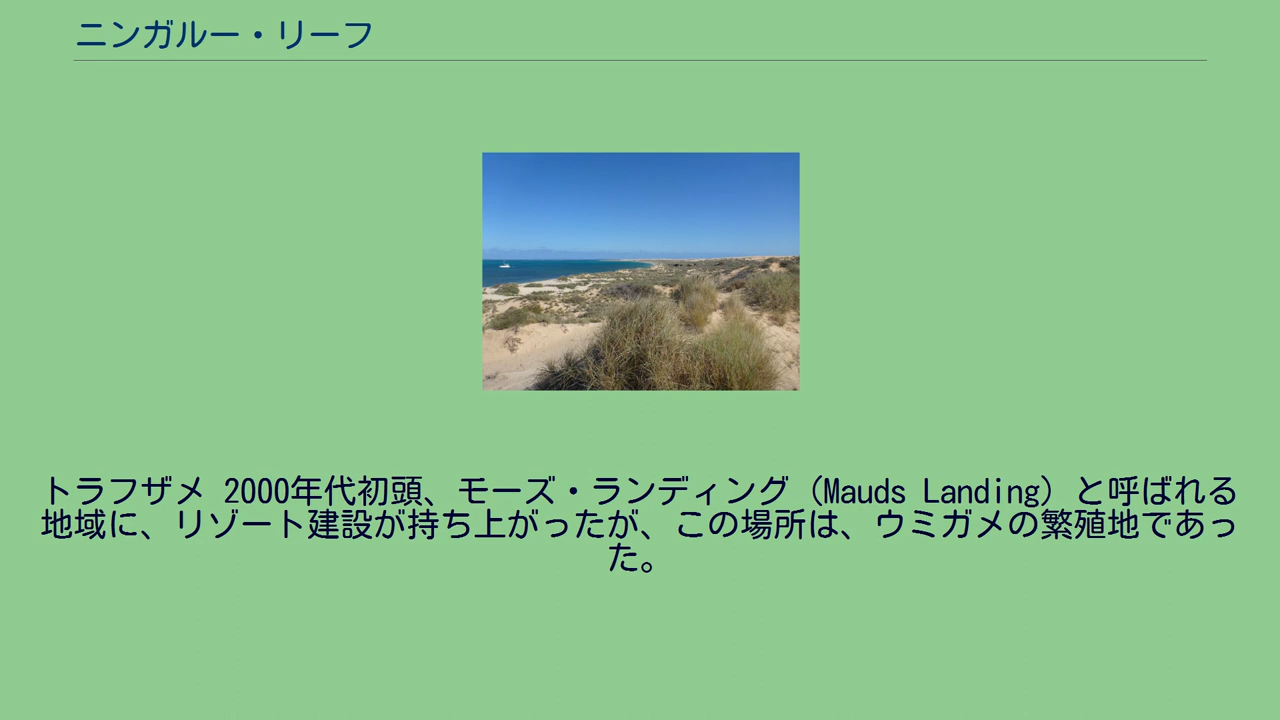 ニンガルー・リーフ
トラフザメ 2000年代初頭、モーズ・ランディング（Mauds Landing）と呼ばれる
地域に、リゾート建設が持ち上がったが、この場所は、ウミガメの繁殖地であっ
た。